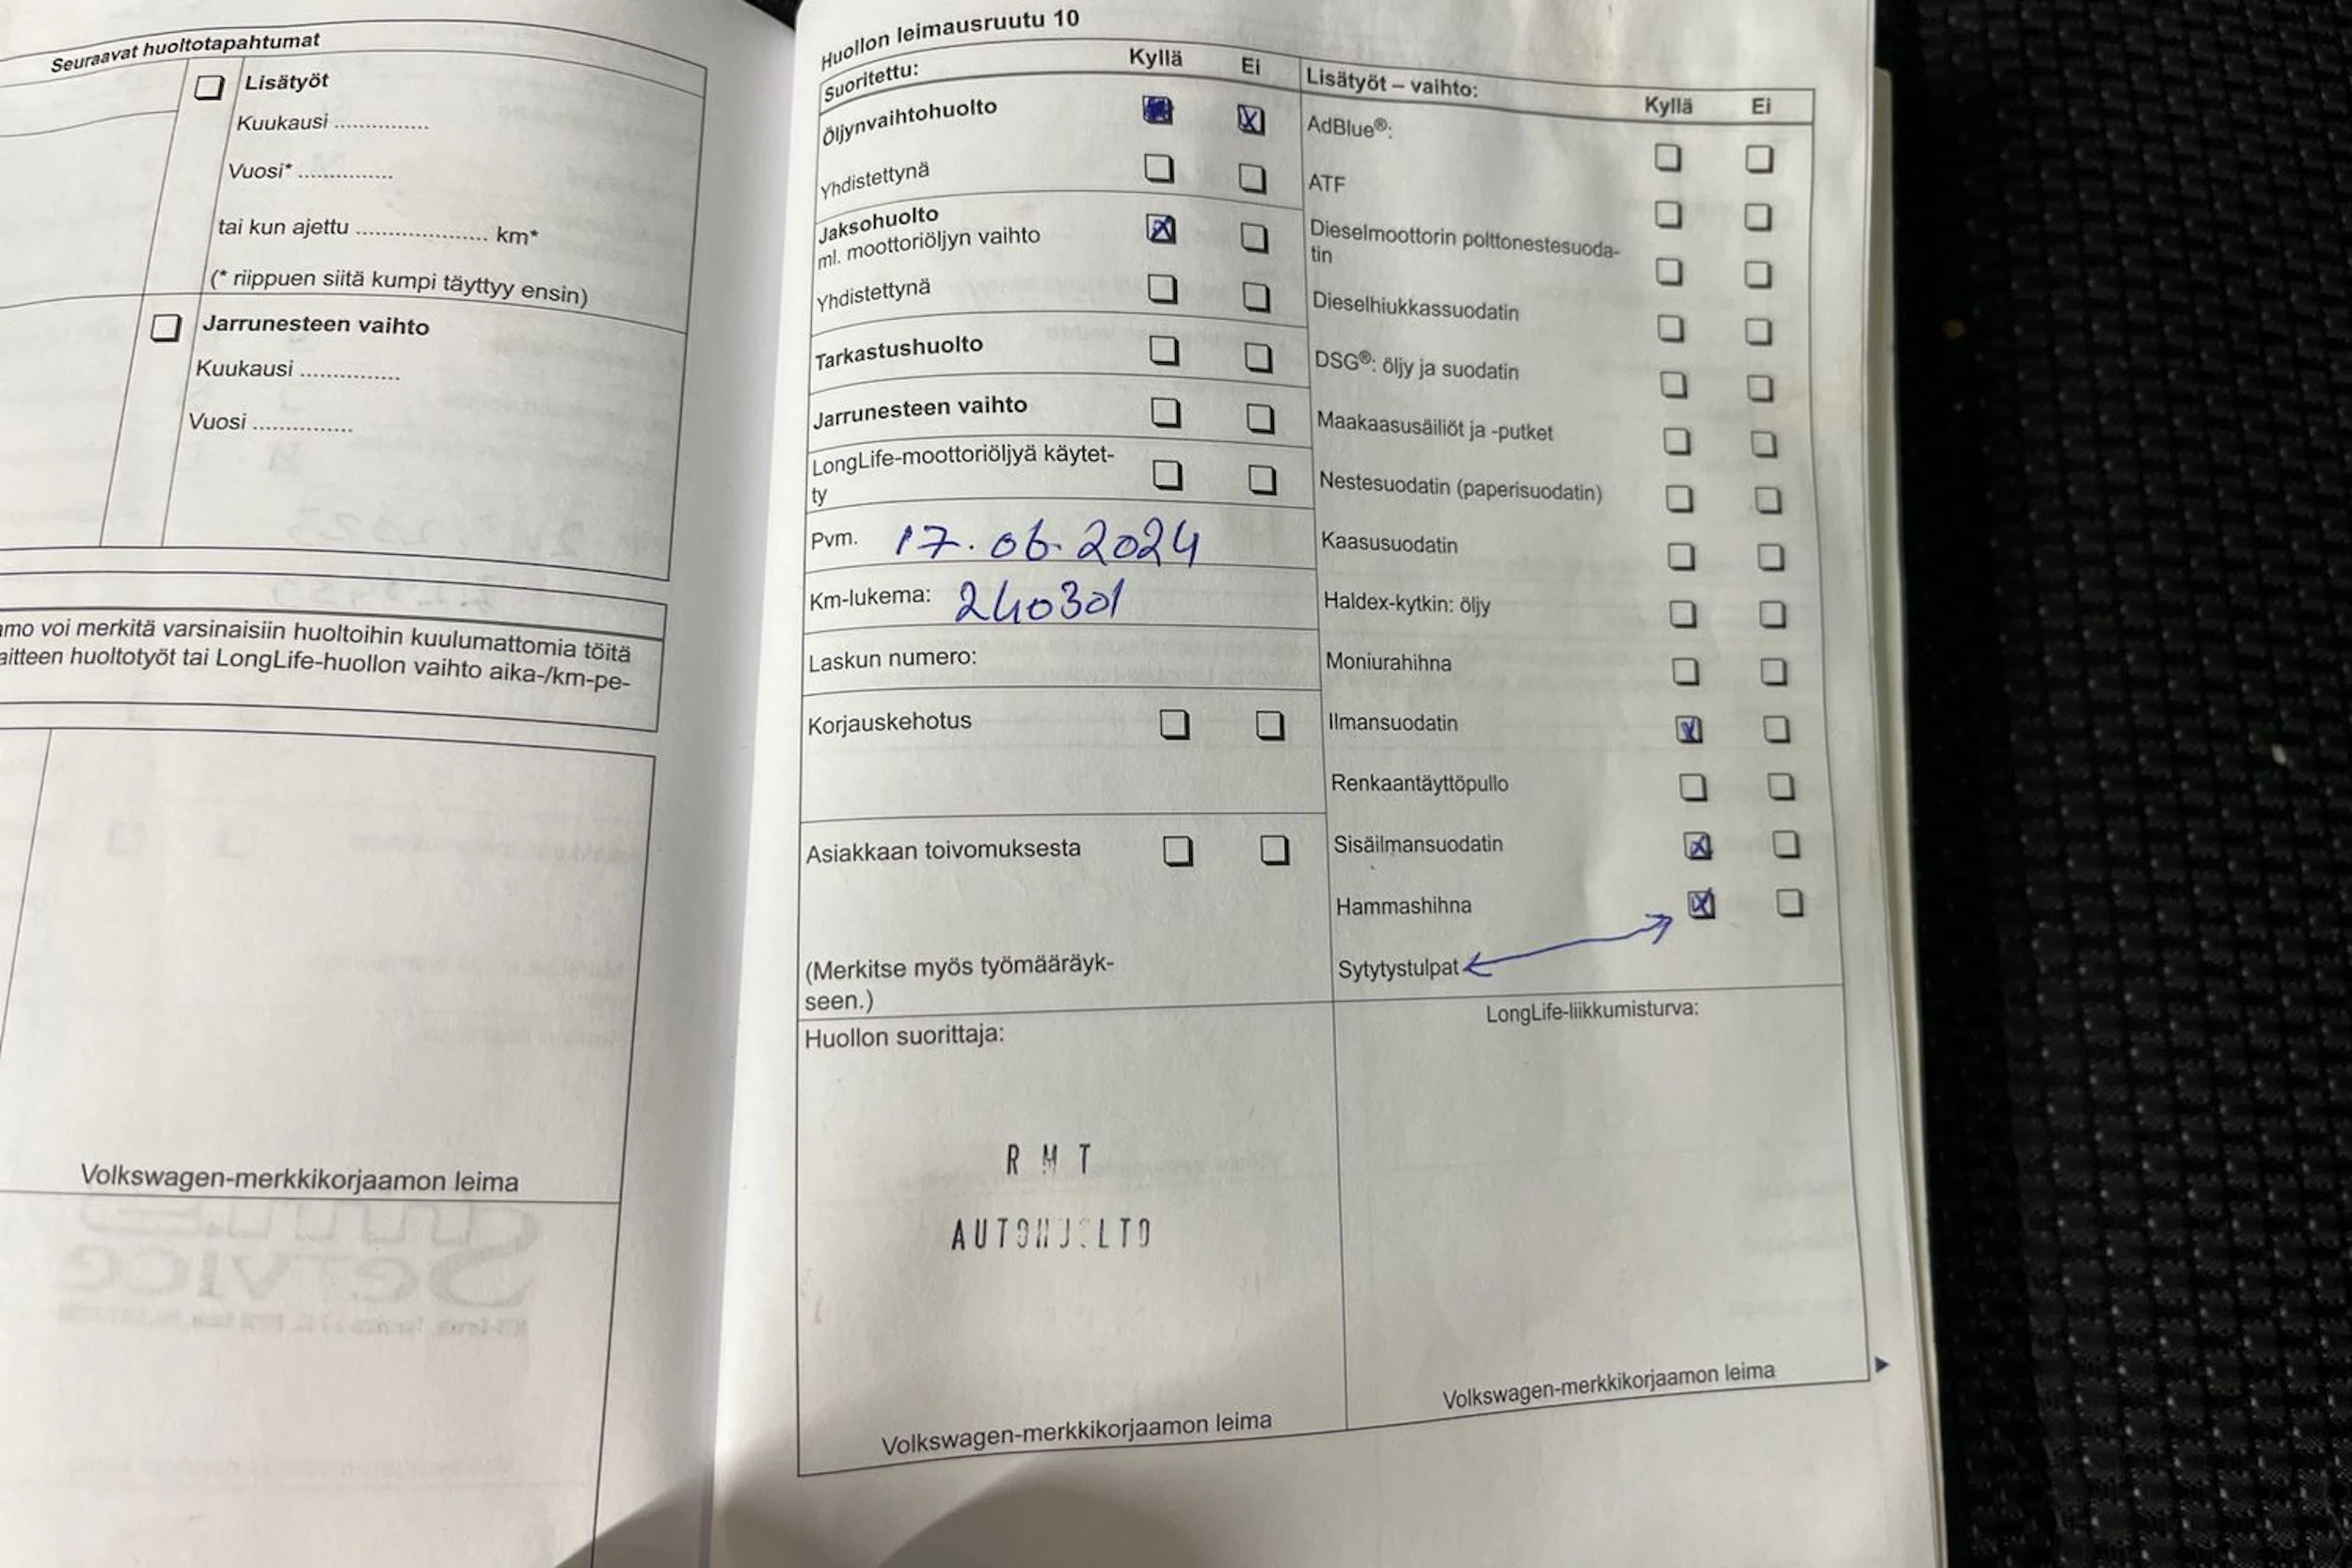 Seuraavat huoltotapahtumat
Lisätyöt
Kuukausi ...............
Vuosi* ...............
tai kun ajettu ..................... km*
(* riippuen siitä kumpi täyttyy ensin)
Jarrunesteen vaihto
Kuukausi ...............
Vuosi ...............
amo voi merkitä varsinaisiin huoltoihin kuulumattomia töitä
aitteen huoltotyöt tai LongLife-huollon vaihto aika-/km-pe-
Volkswagen-merkkikorjaamon leima
Service
Huollon leimausruutu 10
Suoritettu: Kyllä Ei
Öljynvaihtohuolto
Yhdistettynä
Jaksohuolto
ml. moottoriöljyn vaihto
Yhdistettynä
Tarkastushuolto
Jarrunesteen vaihto
LongLife-moottoriöljyä käytet-
ty
Pvm. 17.06.2024
Km-lukema: 240301
Laskun numero:
Korjauskehotus
Asiakkaan toivomuksesta
(Merkitse myös työmääräyk-
seen.)
Lisätyöt – vaihto: Kyllä Ei
AdBlue®:
ATF
Dieselmoottorin polttonestesuoda-
tin
Dieselhiukkassuodatin
DSG®: öljy ja suodatin
Maakaasusäiliöt ja -putket
Nestesuodatin (paperisuodatin)
Kaasusuodatin
Haldex-kytkin: öljy
Moniurahihna
Ilmansuodatin
Renkaantäyttöpullo
Sisäilmansuodatin
Hammashihna
Sytytystulpat
Huollon suorittaja:
R M T
AUTOHUOLTO
Volkswagen-merkkikorjaamon leima
LongLife-liikkumisturva:
Volkswagen-merkkikorjaamon leima